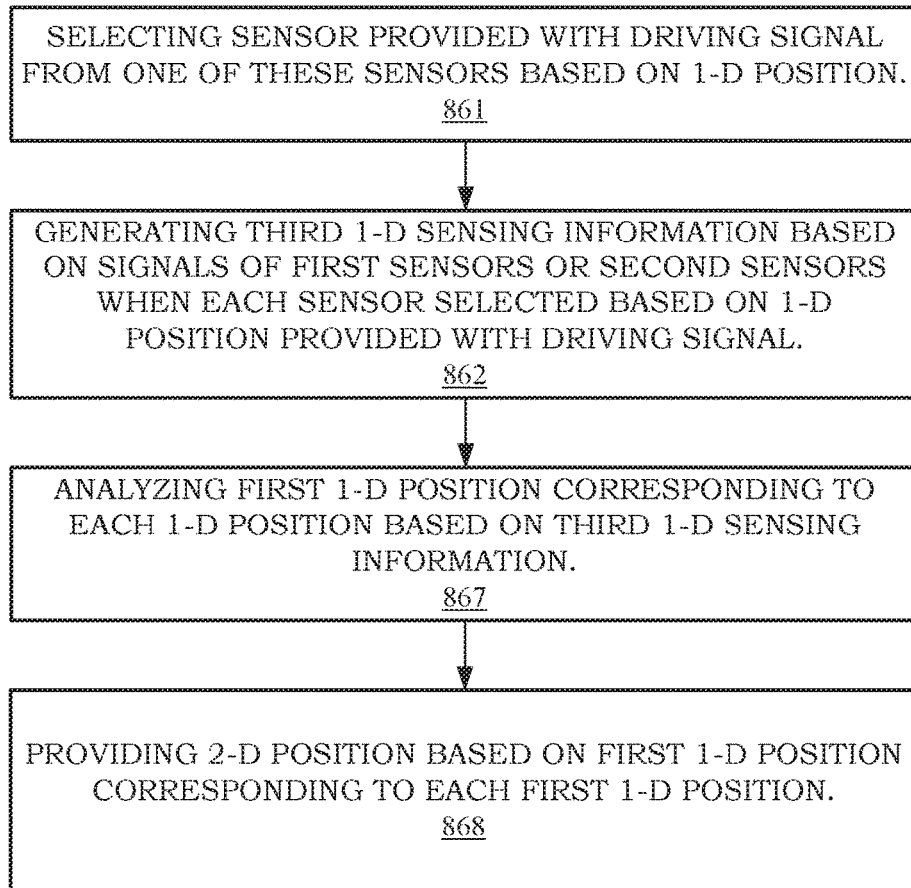 SELECTING SENSOR PROVIDED WITH DRIVING SIGNAL
FROM ONE OF THESE SENSORS BASED ON 1-D POSITION.
861
GENERATING THIRD 1-D SENSING INFORMATION BASED
ON SIGNALS OF FIRST SENSORS OR SECOND SENSORS
WHEN EACH SENSOR SELECTED BASED ON 1-D
POSITION PROVIDED WITH DRIVING SIGNAL.
862
ANALYZING FIRST 1-D POSITION CORRESPONDING TO
EACH 1-D POSITION BASED ON THIRD 1-D SENSING
INFORMATION.
867
PROVIDING 2-D POSITION BASED ON FIRST 1-D POSITION
CORRESPONDING TO EACH FIRST 1-D POSITION.
868